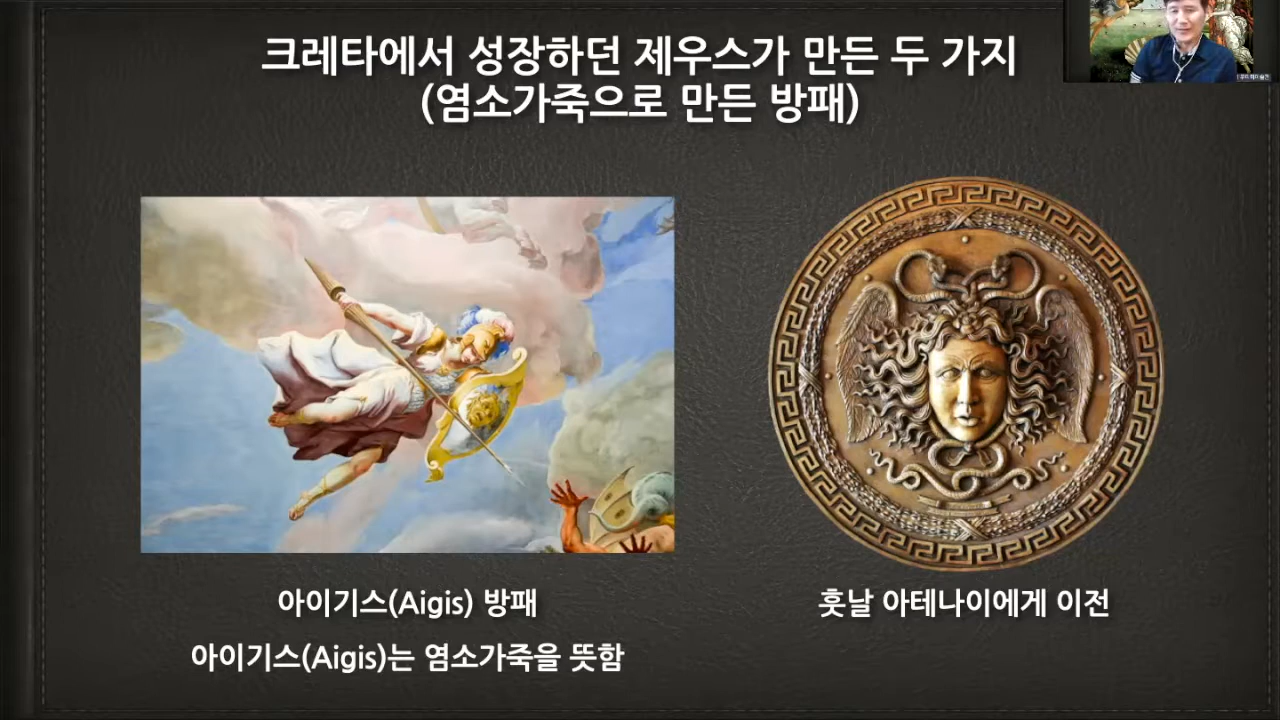 크레타에서 성장하던 제우스가 만든 두 가지
(염소가죽으로 만든 방패)
아이기스(Aigis) 방패
훗날 아테나이에게 이전
아이기스(Aigis)는 염소가죽을 뜻함